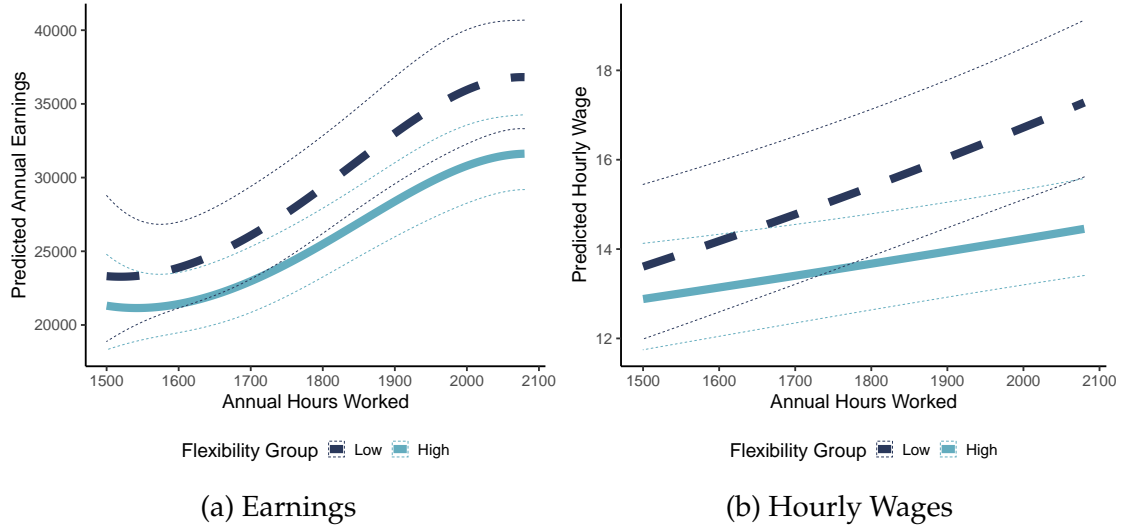 40000
35000
30000
25000
20000
Predicted Annual Earnings
1500 1600 1700 1800 1900 2000 2100
Annual Hours Worked
Flexibility Group Low High
(a) Earnings
18
16
14
12
Predicted Hourly Wage
1500 1600 1700 1800 1900 2000 2100
Annual Hours Worked
Flexibility Group Low High
(b) Hourly Wages